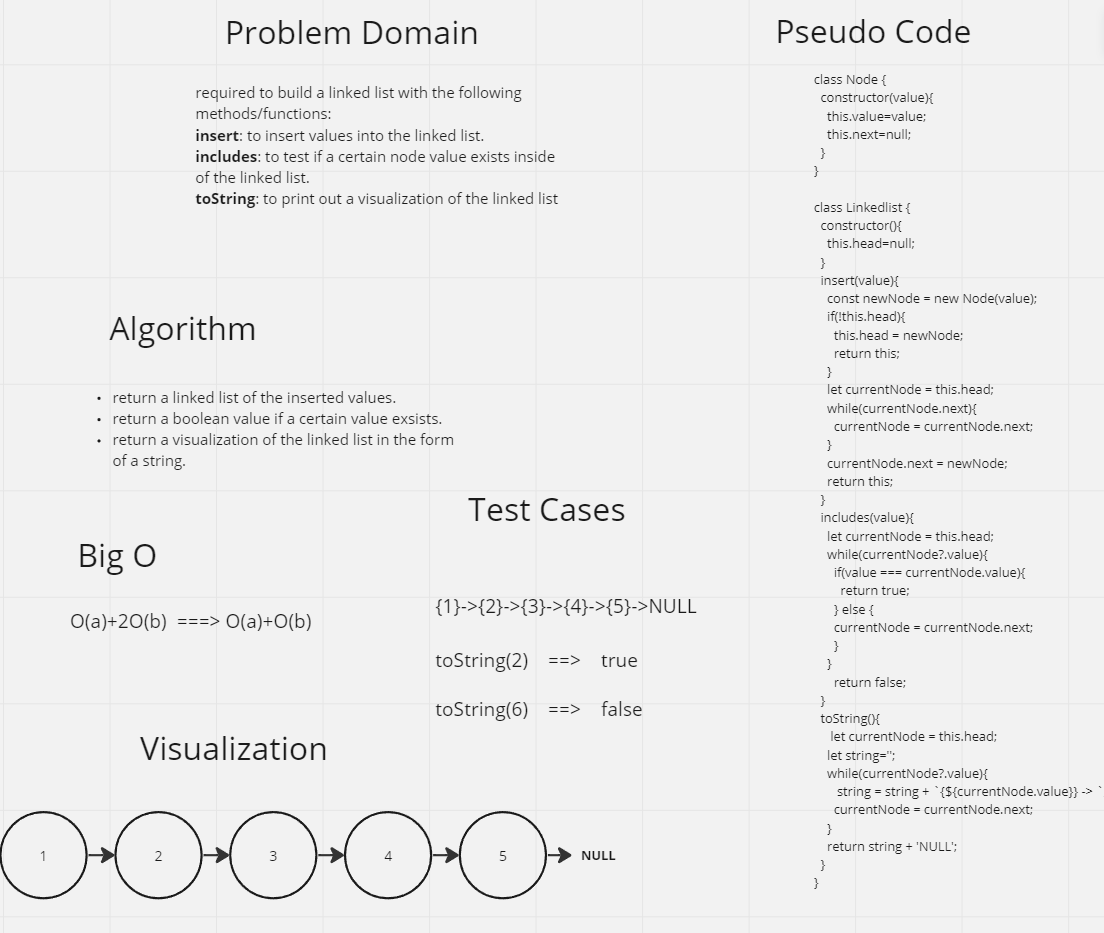 Problem Domain
required to build a linked list with the following
methods/functions:
insert: to insert values into the linked list.
includes: to test if a certain node value exists inside
of the linked list.
toString: to print out a visualization of the linked list
Algorithm
• return a linked list of the inserted values.
• return a boolean value if a certain value exsists.
• return a visualization of the linked list in the form
of a string.
Big O
O(a)+2O(b) ===> O(a)+O(b)
Test Cases
{1}->{2}->{3}->{4}->{5}->NULL
toString(2) ==> true
toString(6) ==> false
Visualization
1 2 3 4 5 NULL
Pseudo Code
class Node {
constructor(value){
this.value=value;
this.next=null;
}
}
class Linkedlist {
constructor(){
this.head=null;
}
insert(value){
const newNode = new Node(value);
if(!this.head){
this.head = newNode;
return this;
}
let currentNode = this.head;
while(currentNode.next){
currentNode = currentNode.next;
}
currentNode.next = newNode;
return this;
}
includes(value){
let currentNode = this.head;
while(currentNode?.value){
if(value === currentNode.value){
return true;
} else {
currentNode = currentNode.next;
}
}
return false;
}
toString(){
let currentNode = this.head;
let string='';
while(currentNode?.value){
string = string + `{${currentNode.value}} -> `
currentNode = currentNode.next;
}
return string + 'NULL';
}
}